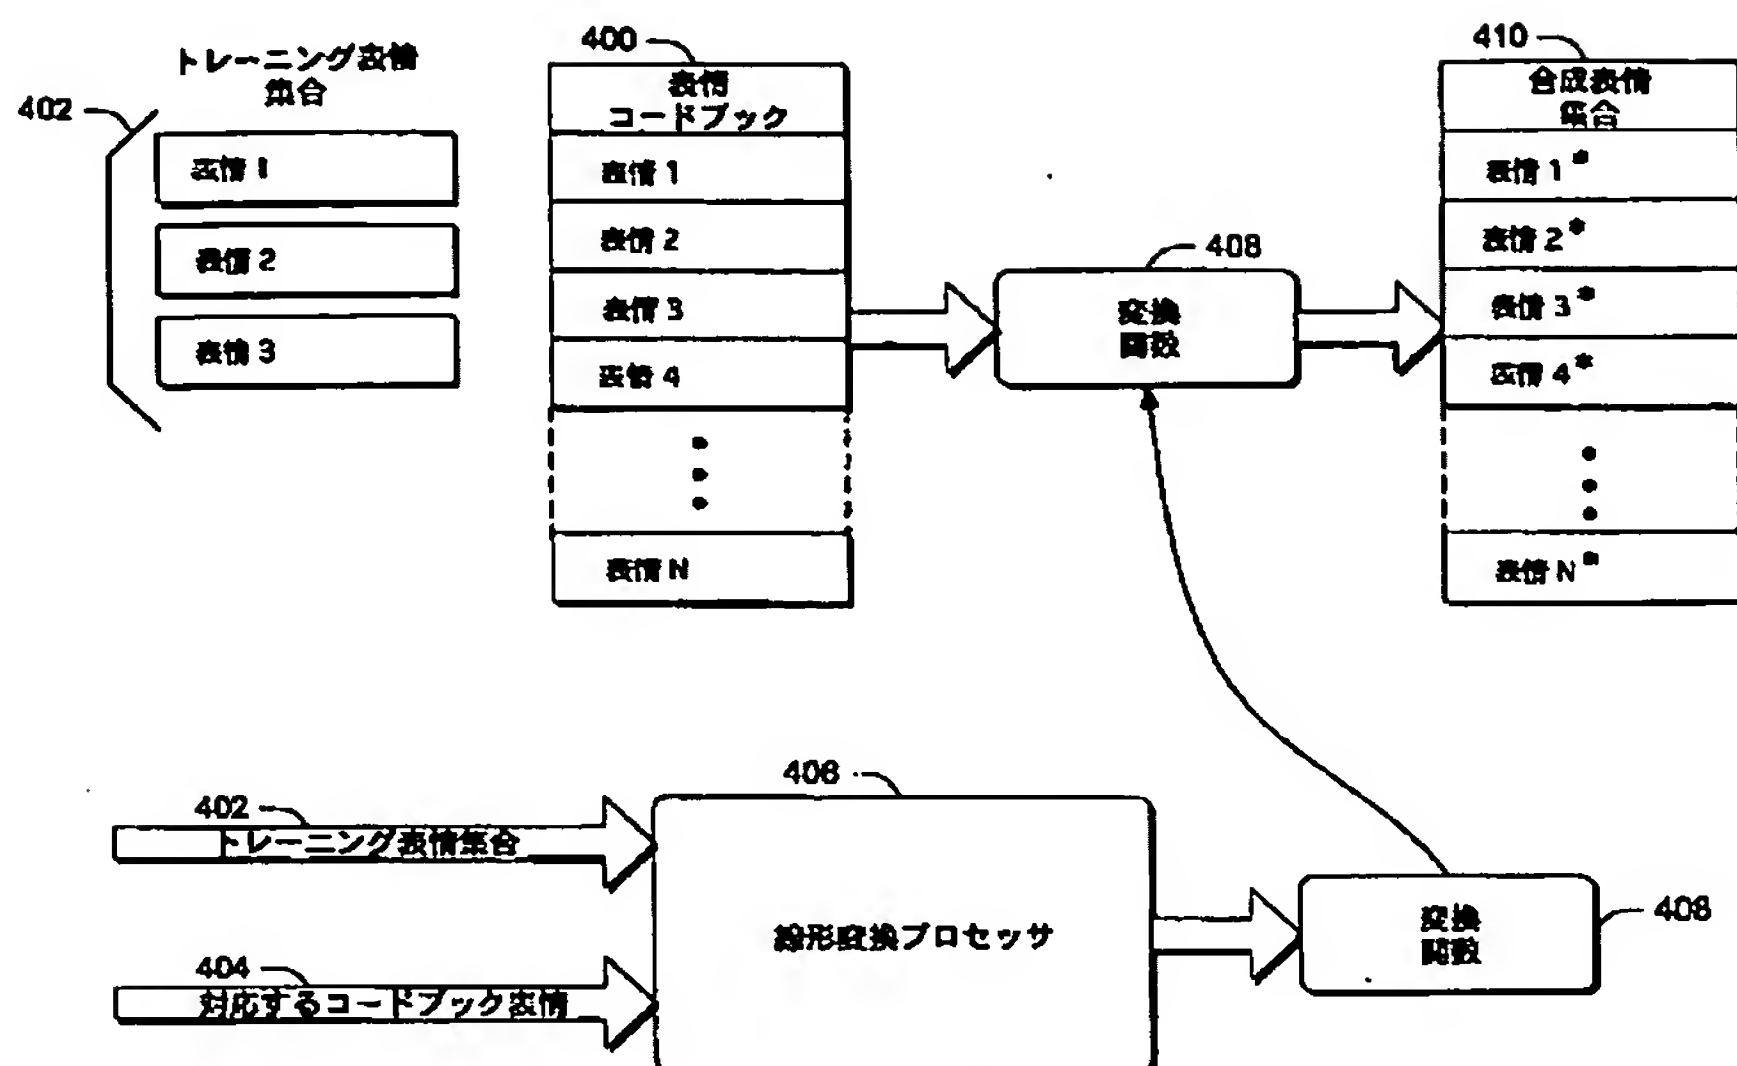 トレーニング表情
集合
402
表情 1
表情 2
表情 3
400
表情
コードブック
表情 1
表情 2
表情 3
表情 4
表情 N
408
変換
関数
410
合成表情
集合
表情 1*
表情 2*
表情 3*
表情 4*
表情 N*
402
トレーニング表情集合
404
対応するコードブック表情
406
線形変換プロセッサ
変換
関数
408